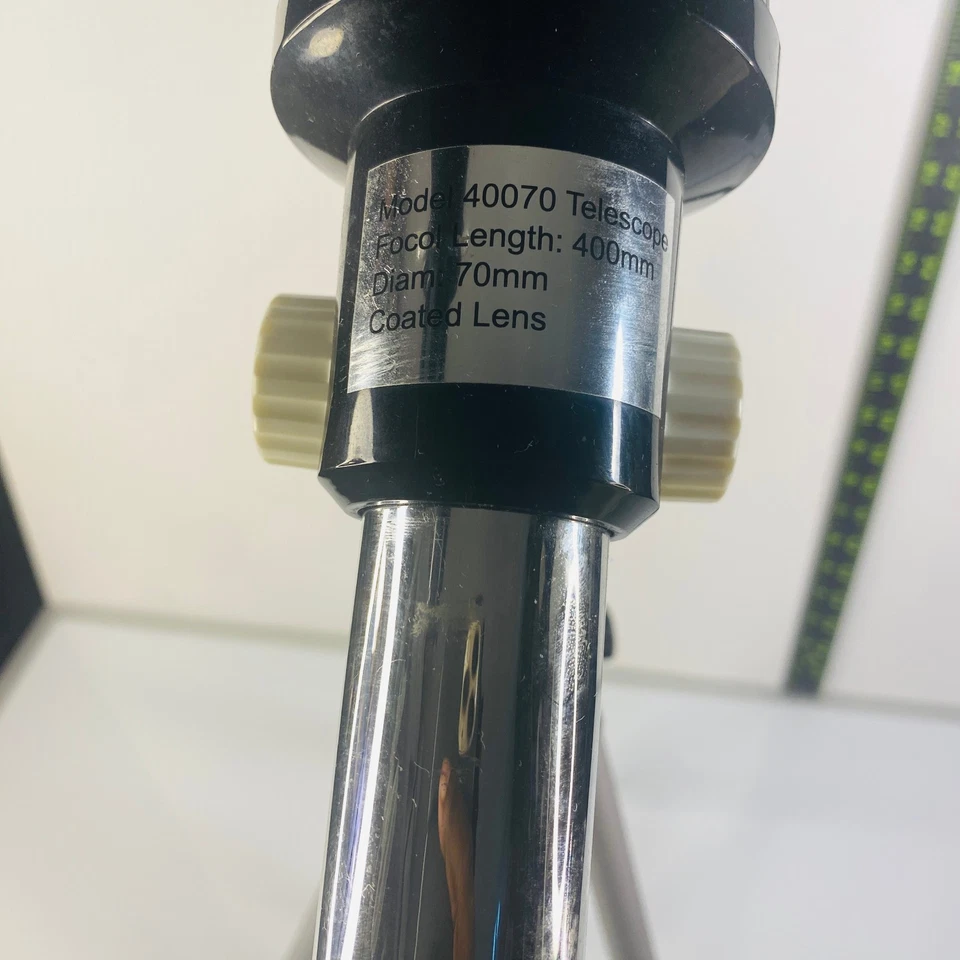 Model 40070 Telescope
Focol Length: 400mm
Diam: 70mm
Coated Lens